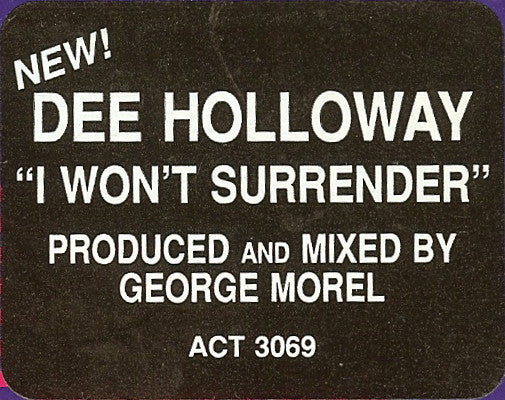 NEW!
DEE HOLLOWAY
"I WON'T SURRENDER"
PRODUCED AND MIXED BY
GEORGE MOREL
ACT 3069